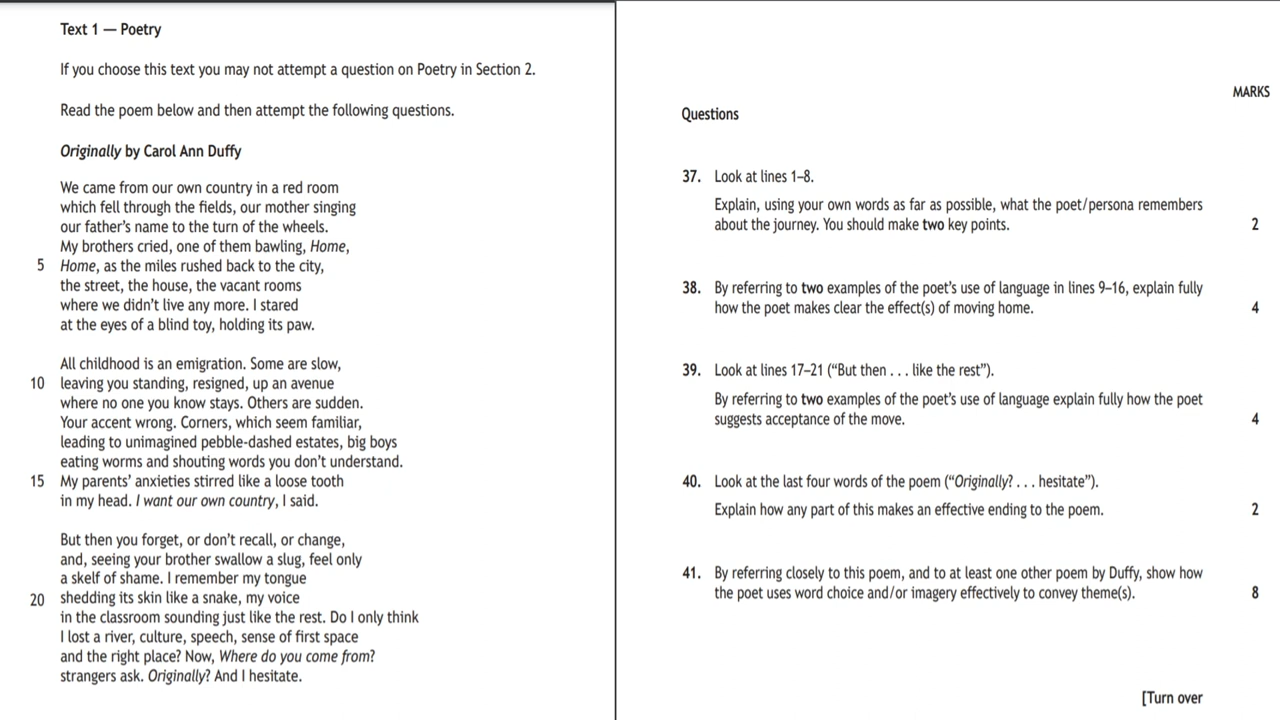 Text 1 — Poetry
If you choose this text you may not attempt a question on Poetry in Section 2.
Read the poem below and then attempt the following questions.
Originally by Carol Ann Duffy
We came from our own country in a red room
which fell through the fields, our mother singing
our father's name to the turn of the wheels.
My brothers cried, one of them bawling, Home,
5 Home, as the miles rushed back to the city,
the street, the house, the vacant rooms
where we didn't live any more. I stared
at the eyes of a blind toy, holding its paw.
All childhood is an emigration. Some are slow,
10 leaving you standing, resigned, up an avenue
where no one you know stays. Others are sudden.
Your accent wrong. Corners, which seem familiar,
leading to unimagined pebble-dashed estates, big boys
eating worms and shouting words you don't understand.
15 My parents' anxieties stirred like a loose tooth
in my head. I want our own country, I said.
But then you forget, or don't recall, or change,
and, seeing your brother swallow a slug, feel only
a skelf of shame. I remember my tongue
20 shedding its skin like a snake, my voice
in the classroom sounding just like the rest. Do I only think
I lost a river, culture, speech, sense of first space
and the right place? Now, Where do you come from?
strangers ask. Originally? And I hesitate.
MARKS
Questions
37. Look at lines 1–8.
Explain, using your own words as far as possible, what the poet/persona remembers
about the journey. You should make two key points. 2
38. By referring to two examples of the poet's use of language in lines 9–16, explain fully
how the poet makes clear the effect(s) of moving home. 4
39. Look at lines 17–21 (“But then . . . like the rest”).
By referring to two examples of the poet's use of language explain fully how the poet
suggests acceptance of the move. 4
40. Look at the last four words of the poem (“Originally? . . . hesitate”).
Explain how any part of this makes an effective ending to the poem. 2
41. By referring closely to this poem, and to at least one other poem by Duffy, show how
the poet uses word choice and/or imagery effectively to convey theme(s). 8
[Turn over